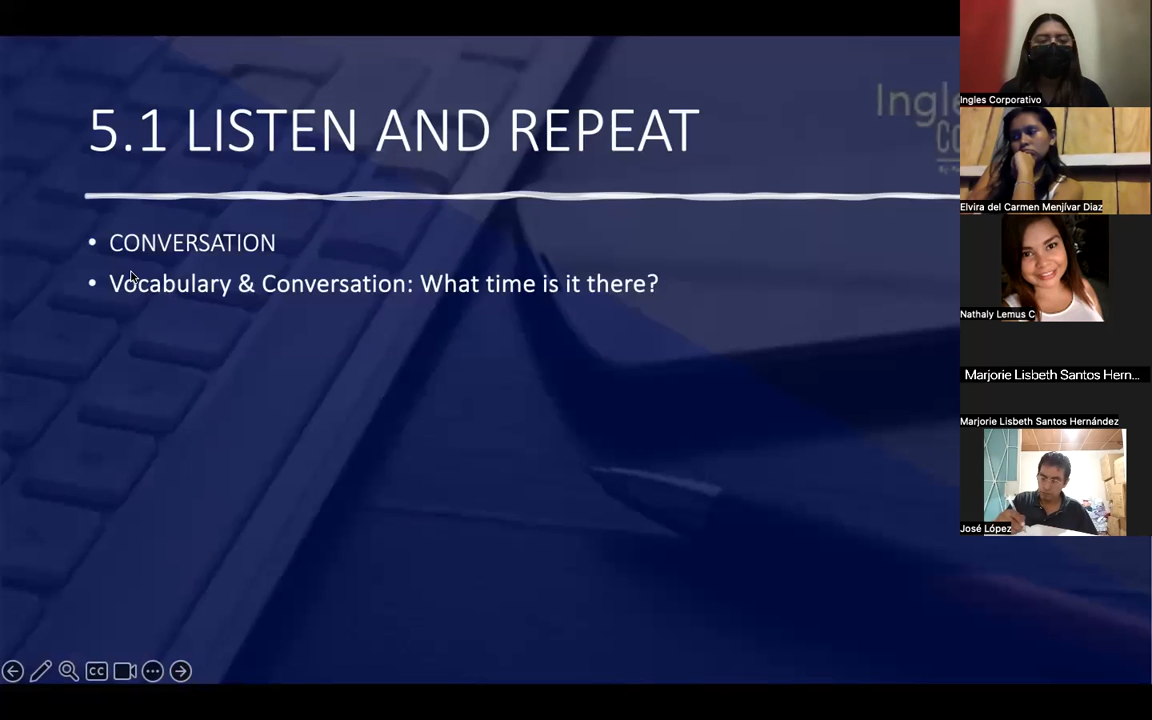 5.1 LISTEN AND REPEAT
• CONVERSATION
• Vocabulary & Conversation: What time is it there?
Ingles Corporativo
Elvira del Carmen Menjívar Diaz
Nathaly Lemus C
Marjorie Lisbeth Santos Hern...
Marjorie Lisbeth Santos Hernández
José López
CC